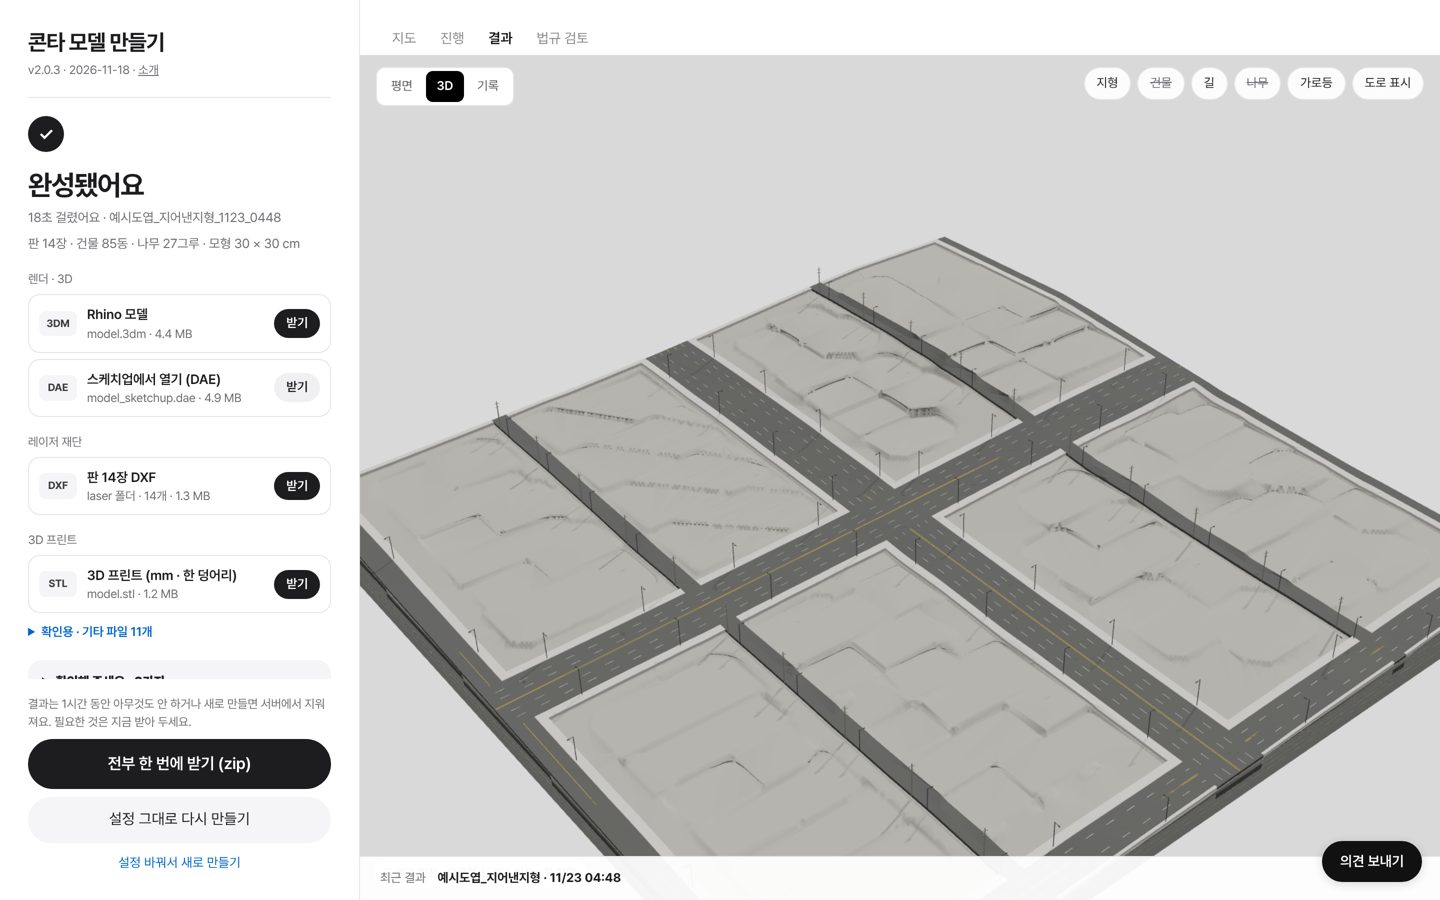 콘타 모델 만들기
v2.0.3 · 2026-11-18 · 소개
완성됐어요
18초 걸렸어요 · 예시도엽_지어낸지형_1123_0448
판 14장 · 건물 85동 · 나무 27그루 · 모형 30 × 30 cm
렌더 · 3D
3DM
Rhino 모델
model.3dm · 4.4 MB
받기
DAE
스케치업에서 열기 (DAE)
model_sketchup.dae · 4.9 MB
받기
레이저 재단
DXF
판 14장 DXF
laser 폴더 · 14개 · 1.3 MB
받기
3D 프린트
STL
3D 프린트 (mm · 한 덩어리)
model.stl · 1.2 MB
받기
▶ 확인용 · 기타 파일 11개
결과는 1시간 동안 아무것도 안 하거나 새로 만들면 서버에서 지워
져요. 필요한 것은 지금 받아 두세요.
전부 한 번에 받기 (zip)
설정 그대로 다시 만들기
설정 바꿔서 새로 만들기
지도 진행 결과 법규 검토
평면 3D 기록
지형 건물 길 나무 가로등 도로 표시
최근 결과 예시도엽_지어낸지형 · 11/23 04:48
의견 보내기